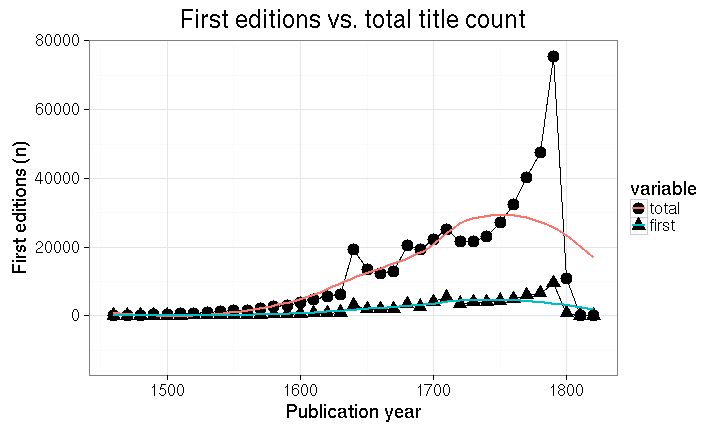 First editions vs. total title count
80000
60000
40000
20000
0
First editions (n)
1500 1600 1700 1800
Publication year
variable
total
first